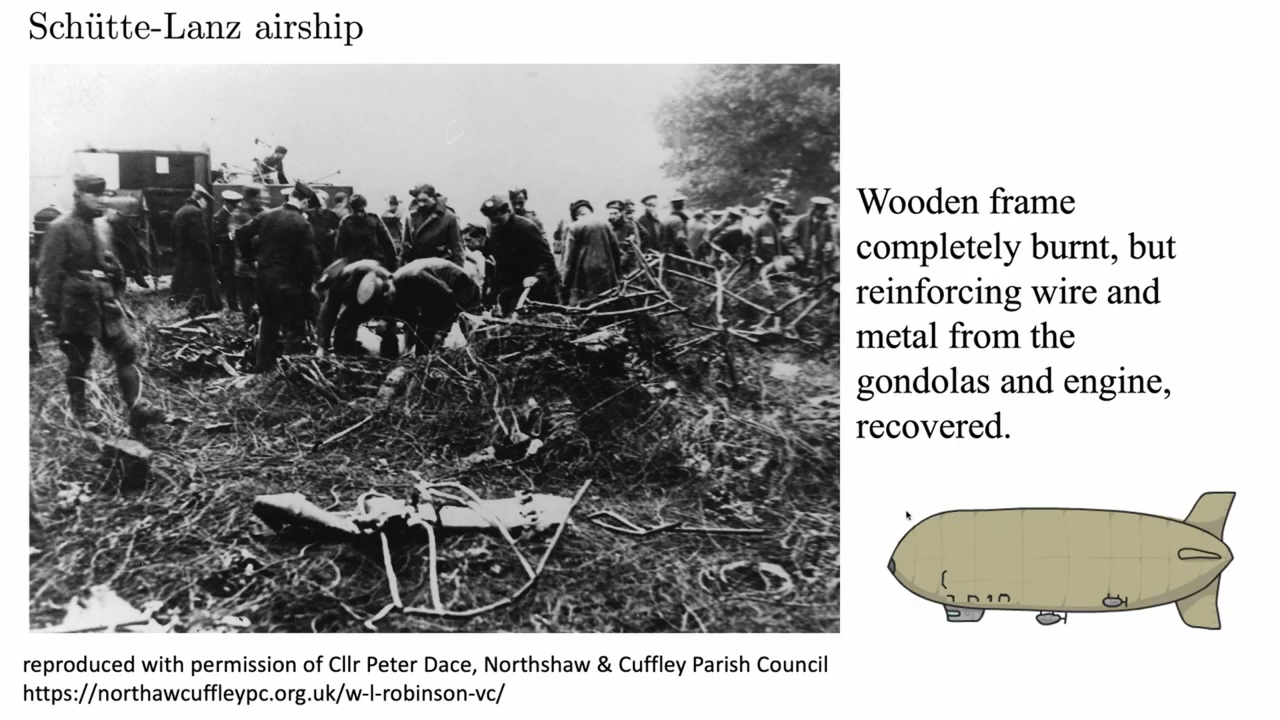 Schütte-Lanz airship
Wooden frame
completely burnt, but
reinforcing wire and
metal from the
gondolas and engine,
recovered.
reproduced with permission of Cllr Peter Dace, Northshaw & Cuffley Parish Council
https://northawcuffleypc.org.uk/w-l-robinson-vc/